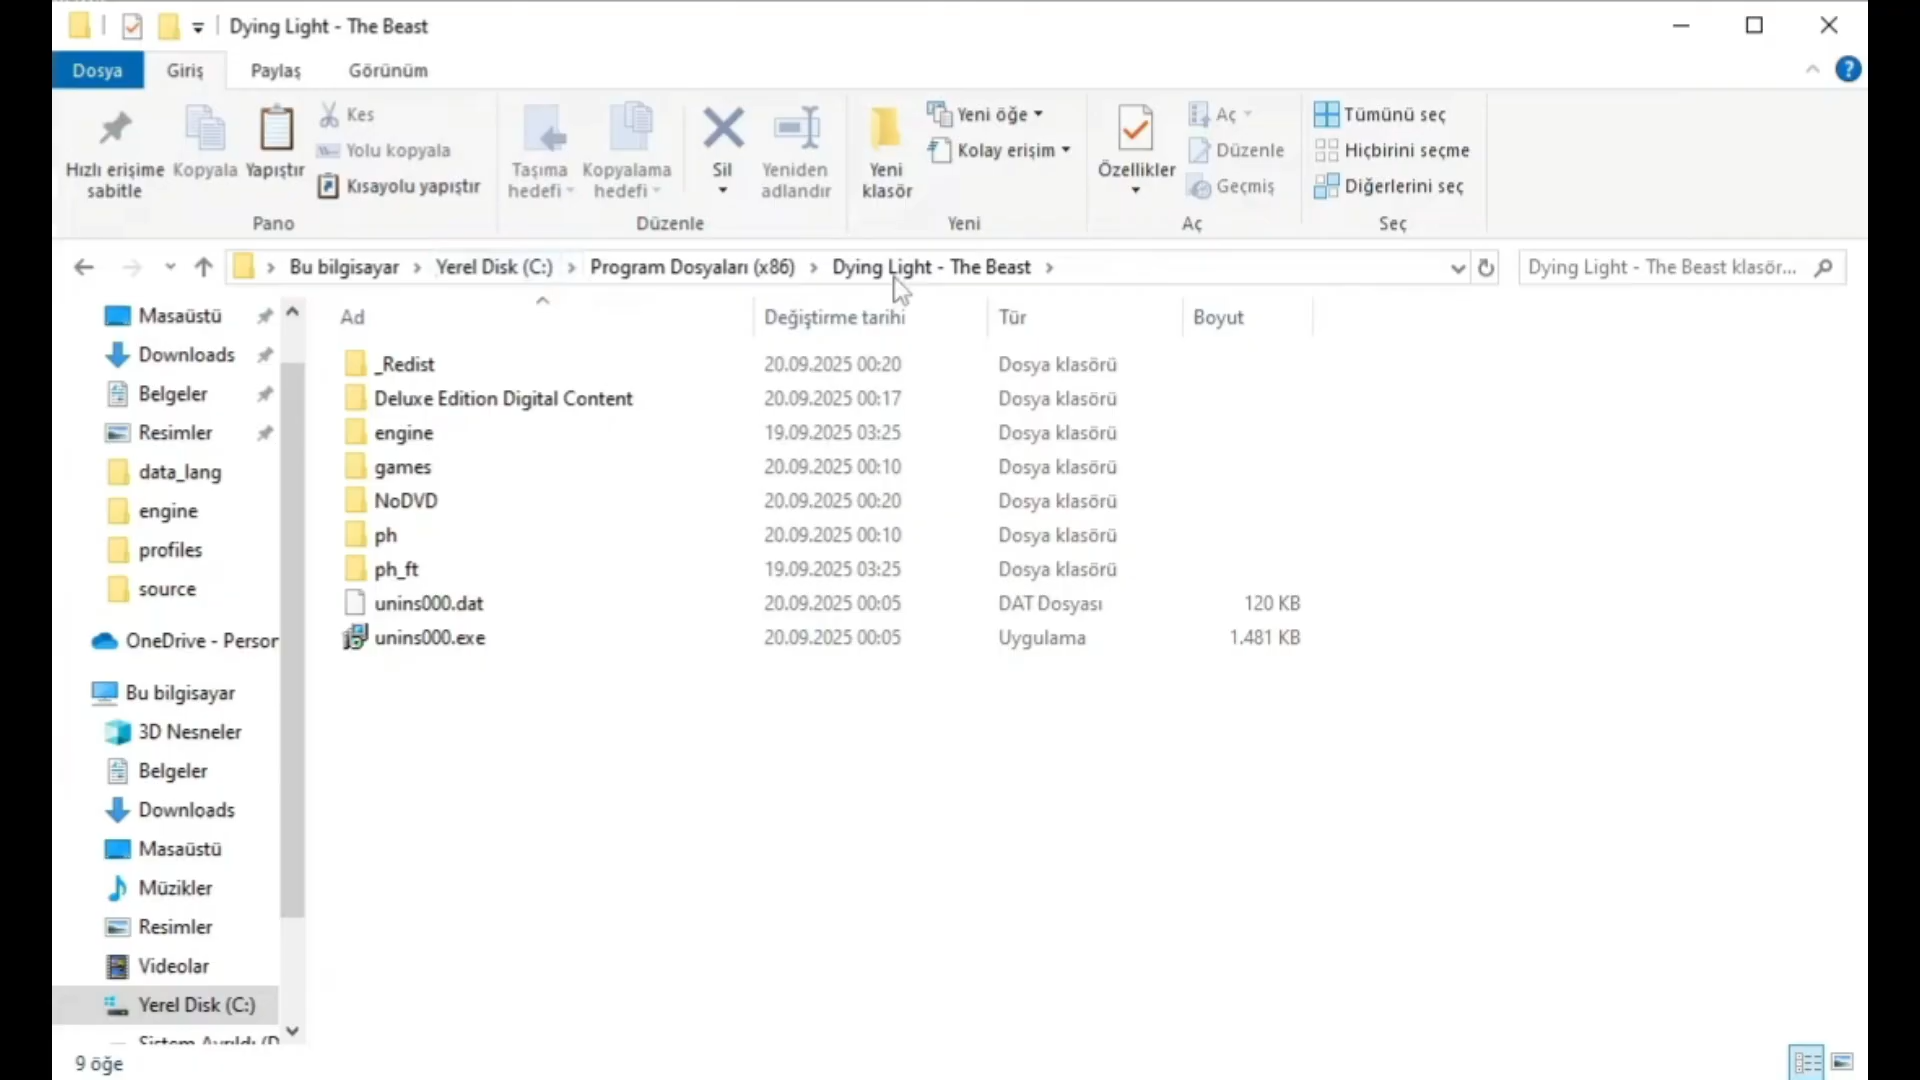 Dying Light - The Beast
Dosya Giriş Paylaş Görünüm
Hızlı erişime sabitle
Kopyala
Yapıştır
Kes
Yolu kopyala
Kısayolu yapıştır
Pano
Taşıma hedefi
Kopyalama hedefi
Sil
Yeniden adlandır
Düzenle
Yeni klasör
Yeni öğe
Kolay erişim
Yeni
Özellikler
Aç
Düzenle
Geçmiş
Aç
Tümünü seç
Hiçbirini seçme
Diğerlerini seç
Seç
Bu bilgisayar > Yerel Disk (C:) > Program Dosyaları (x86) > Dying Light - The Beast >
Dying Light - The Beast klasör...
Masaüstü
Downloads
Belgeler
Resimler
data_lang
engine
profiles
source
OneDrive - Person
Bu bilgisayar
3D Nesneler
Belgeler
Downloads
Masaüstü
Müzikler
Resimler
Videolar
Yerel Disk (C:)
Sistem Ayrıldı (D
Ad Değiştirme tarihi Tür Boyut
_Redist 20.09.2025 00:20 Dosya klasörü
Deluxe Edition Digital Content 20.09.2025 00:17 Dosya klasörü
engine 19.09.2025 03:25 Dosya klasörü
games 20.09.2025 00:10 Dosya klasörü
NoDVD 20.09.2025 00:20 Dosya klasörü
ph 20.09.2025 00:10 Dosya klasörü
ph_ft 19.09.2025 03:25 Dosya klasörü
unins000.dat 20.09.2025 00:05 DAT Dosyası 120 KB
unins000.exe 20.09.2025 00:05 Uygulama 1.481 KB
9 öğe